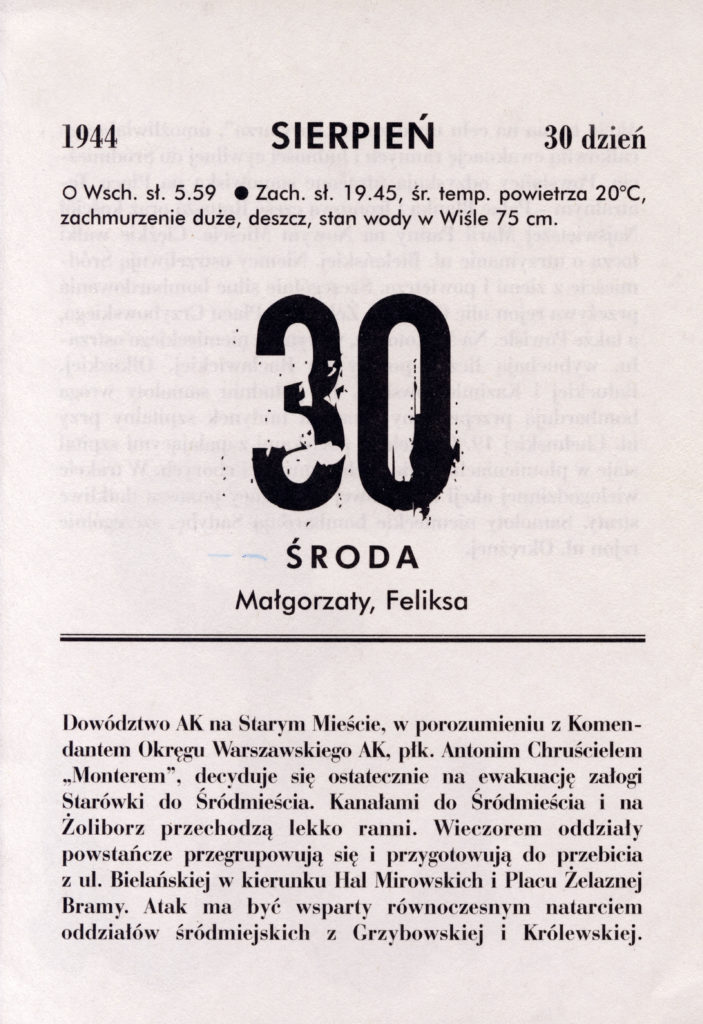 1944 SIERPIEŃ 30 dzień
○ Wsch. sł. 5.59 ● Zach. sł. 19.45, śr. temp. powietrza 20°C,
zachmurzenie duże, deszcz, stan wody w Wiśle 75 cm.
30
ŚRODA
Małgorzaty, Feliksa
Dowództwo AK na Starym Mieście, w porozumieniu z Komen-
dantem Okręgu Warszawskiego AK, płk. Antonim Chruścielem
„Monterem”, decyduje się ostatecznie na ewakuację załogi
Starówki do Śródmieścia. Kanałami do Śródmieścia i na
Żoliborz przechodzą lekko ranni. Wieczorem oddziały
powstańcze przegrupowują się i przygotowują do przebicia
z ul. Bielańskiej w kierunku Hal Mirowskich i Placu Żelaznej
Bramy. Atak ma być wsparty równoczesnym natarciem
oddziałów śródmiejskich z Grzybowskiej i Królewskiej.